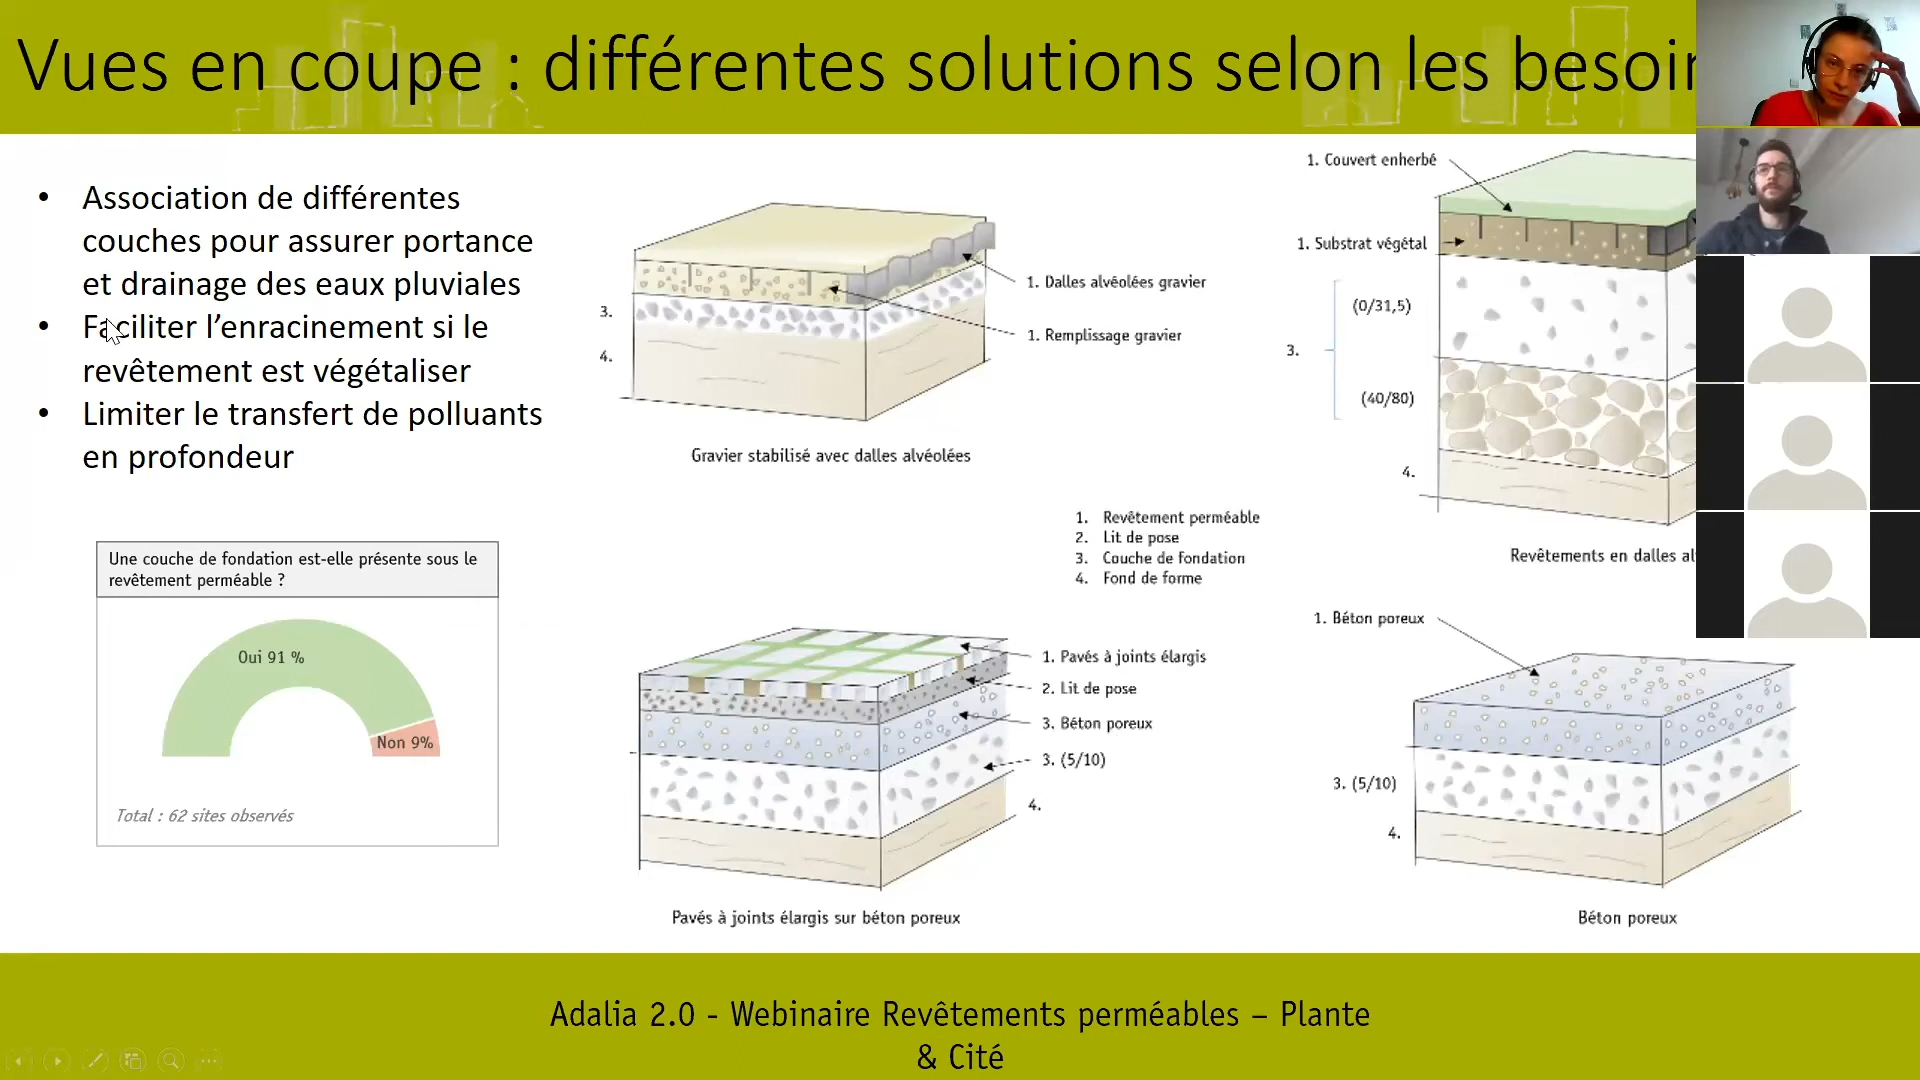 Vues en coupe : différentes solutions selon les besoin
• Association de différentes
couches pour assurer portance
et drainage des eaux pluviales
• Faciliter l’enracinement si le
revêtement est végétaliser
• Limiter le transfert de polluants
en profondeur
Une couche de fondation est-elle présente sous le
revêtement perméable ?
Oui 91 %
Non 9%
Total : 62 sites observés
1. Dalles alvéolées gravier
1. Remplissage gravier
3.
4.
Gravier stabilisé avec dalles alvéolées
1. Couvert enherbé
1. Substrat végétal
(0/31,5)
3.
(40/80)
4.
Revêtements en dalles al
1. Revêtement perméable
2. Lit de pose
3. Couche de fondation
4. Fond de forme
1. Pavés à joints élargis
2. Lit de pose
3. Béton poreux
3. (5/10)
4.
Pavés à joints élargis sur béton poreux
1. Béton poreux
3. (5/10)
4.
Béton poreux
Adalia 2.0 - Webinaire Revêtements perméables – Plante
& Cité